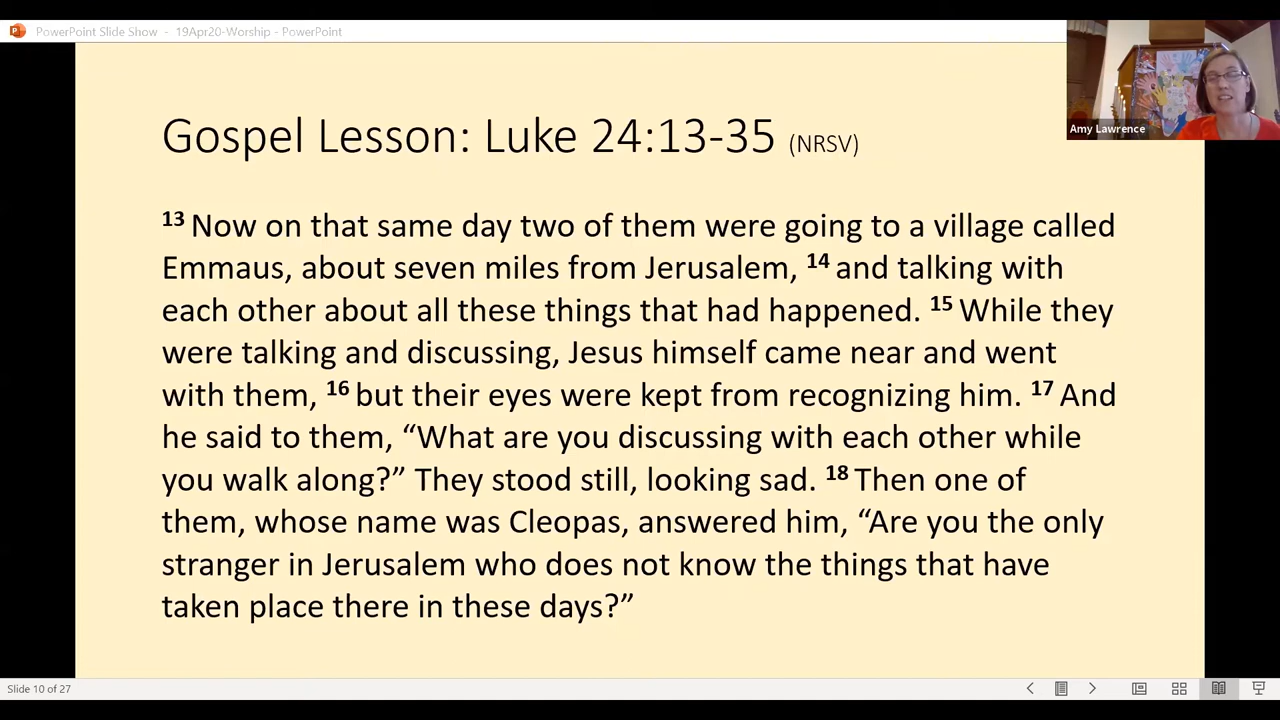 PowerPoint Slide Show - 19Apr20-Worship - PowerPoint
Amy Lawrence
Gospel Lesson: Luke 24:13-35 (NRSV)
13 Now on that same day two of them were going to a village called
Emmaus, about seven miles from Jerusalem, 14 and talking with
each other about all these things that had happened. 15 While they
were talking and discussing, Jesus himself came near and went
with them, 16 but their eyes were kept from recognizing him. 17 And
he said to them, “What are you discussing with each other while
you walk along?” They stood still, looking sad. 18 Then one of
them, whose name was Cleopas, answered him, “Are you the only
stranger in Jerusalem who does not know the things that have
taken place there in these days?”
Slide 10 of 27